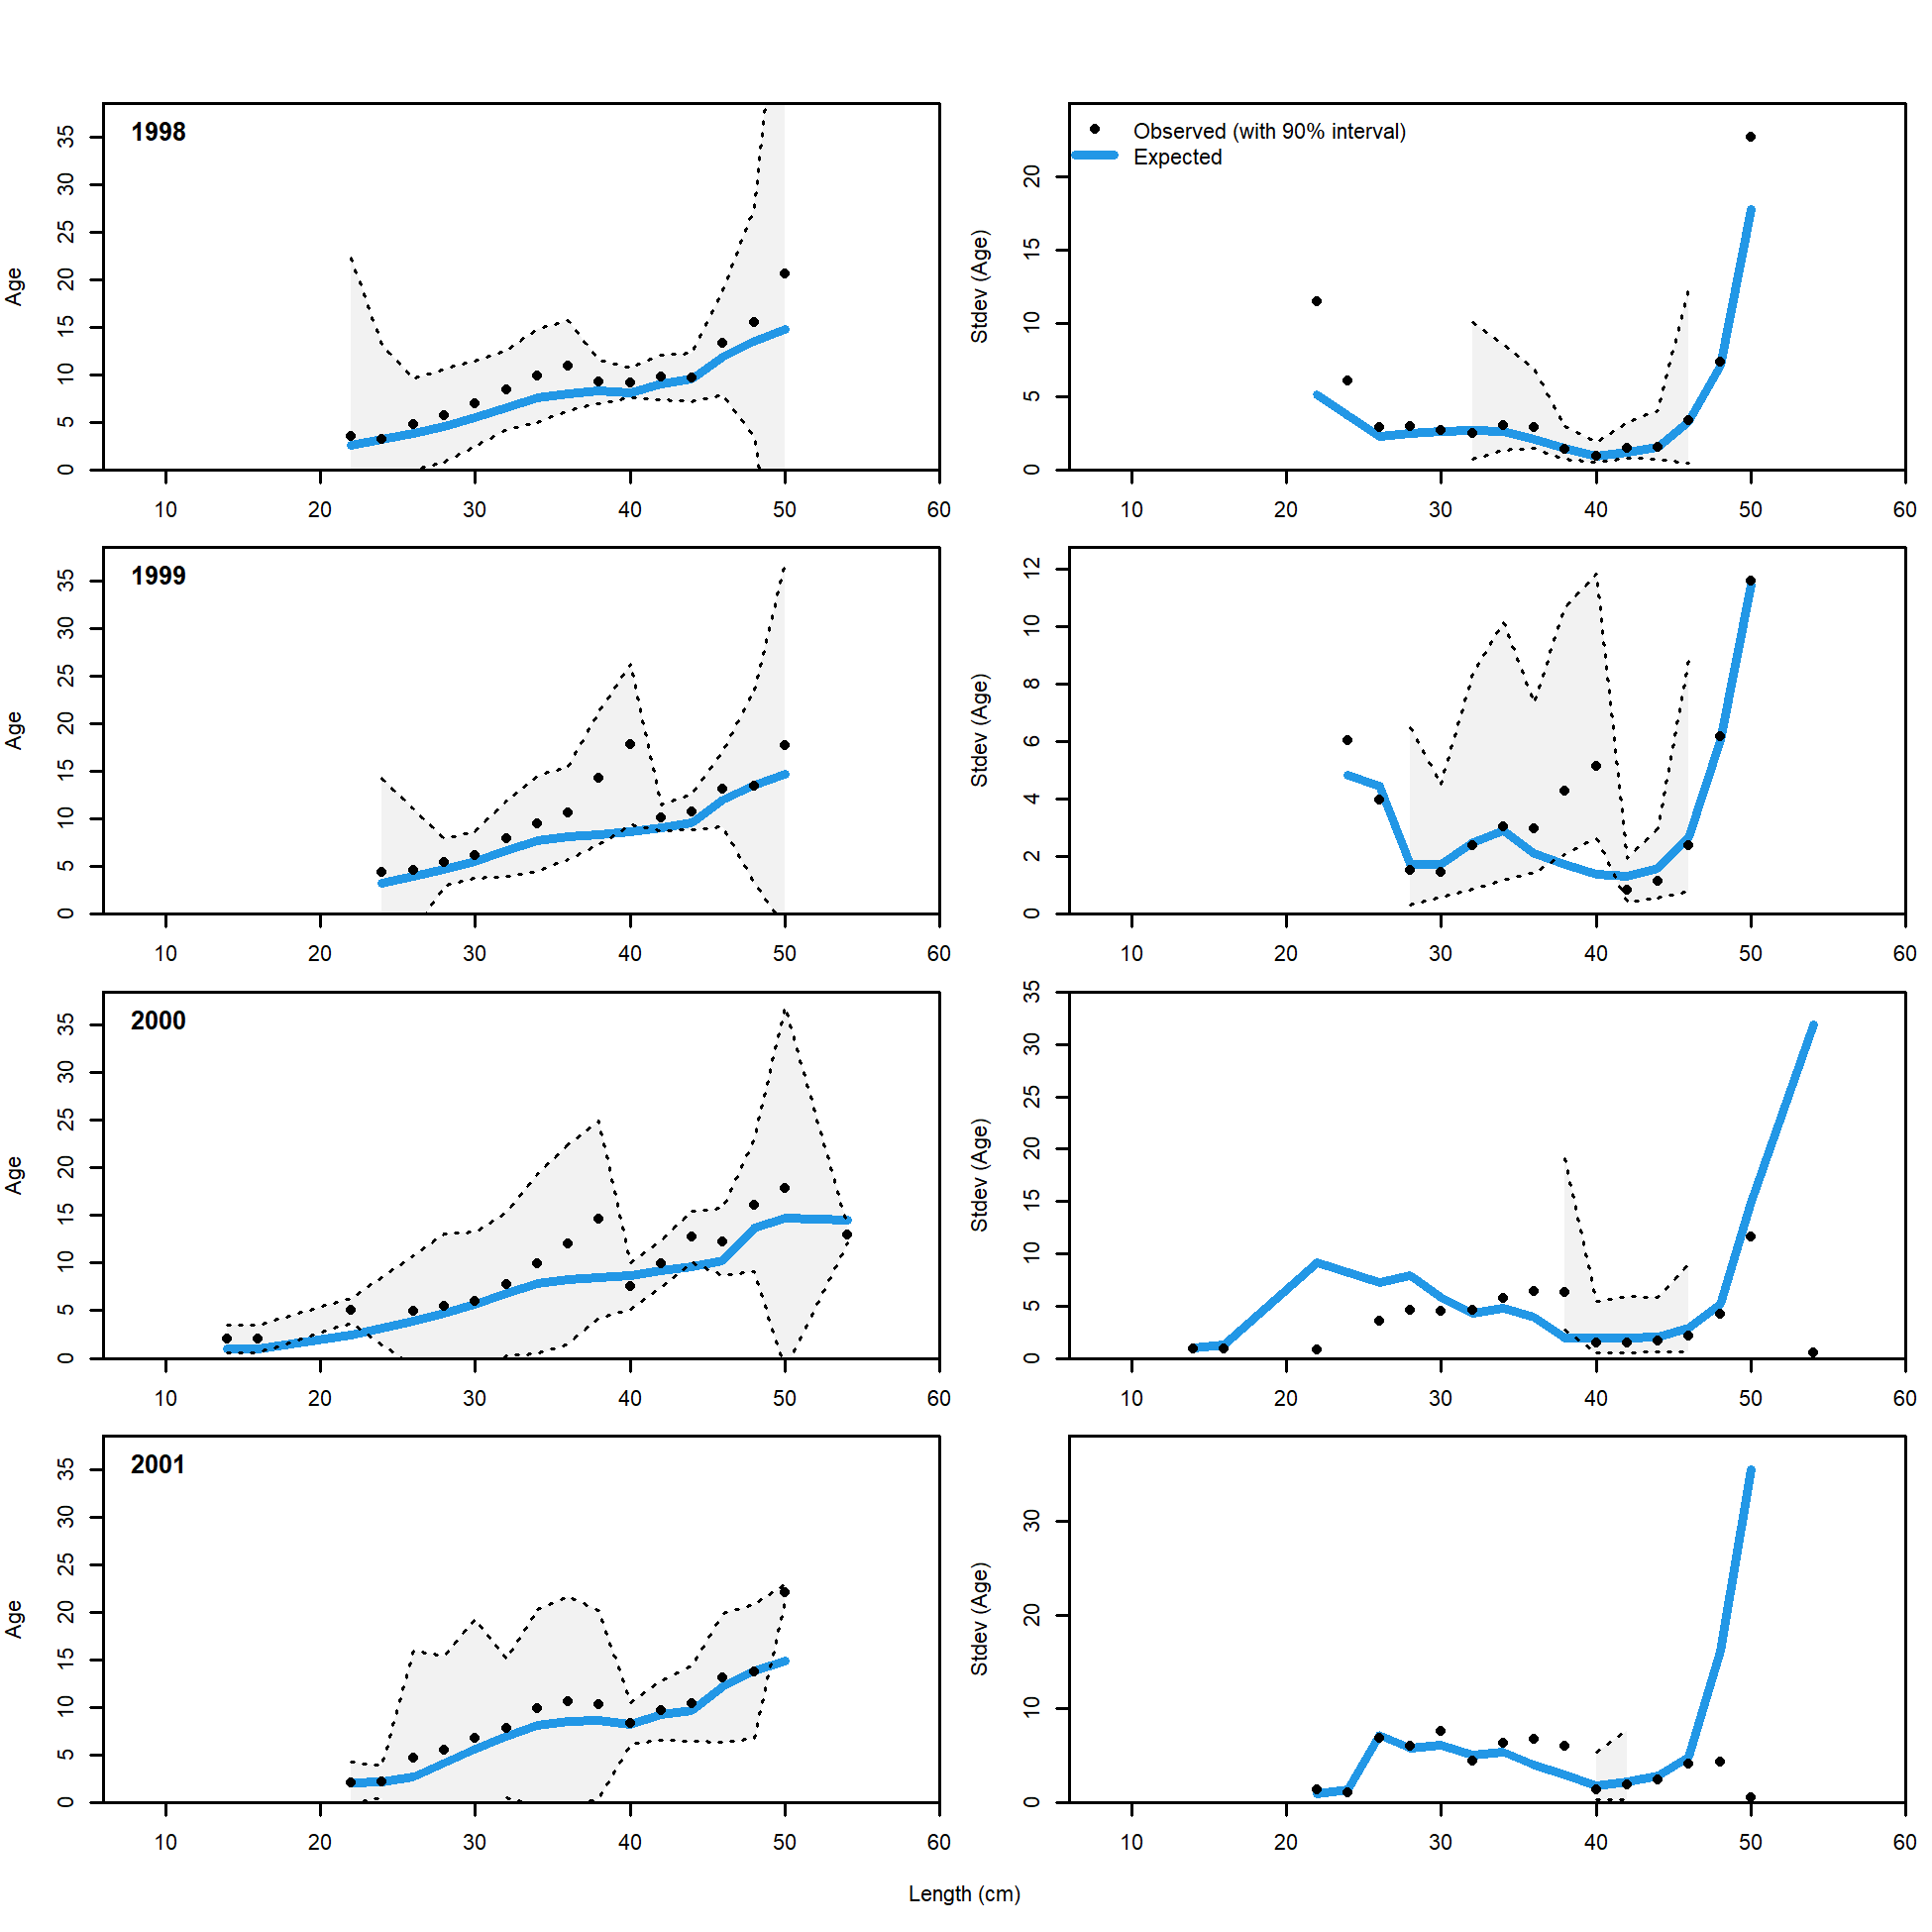 1998
Age
0 5 10 15 20 25 30 35
10 20 30 40 50 60
Observed (with 90% interval)
Expected
Stdev (Age)
0 5 10 15 20
10 20 30 40 50 60
1999
Age
0 5 10 15 20 25 30 35
10 20 30 40 50 60
Stdev (Age)
0 2 4 6 8 10 12
10 20 30 40 50 60
2000
Age
0 5 10 15 20 25 30 35
10 20 30 40 50 60
Stdev (Age)
0 5 10 15 20 25 30 35
10 20 30 40 50 60
2001
Age
0 5 10 15 20 25 30 35
10 20 30 40 50 60
Stdev (Age)
0 10 20 30
10 20 30 40 50 60
Length (cm)